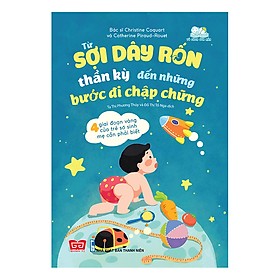 Bác sĩ Christine Coquart
và Catherine Piraud-Rouet
Từ
SỢI DÂY RỐN
thần kỳ đến những
bước đi chập chững
Tạ Thị Phương Thúy và Đỗ Thị Tố Nga dịch
4 giai đoạn vàng
của trẻ sơ sinh
mẹ cần phải biết
NHÀ XUẤT BẢN THANH NIÊN